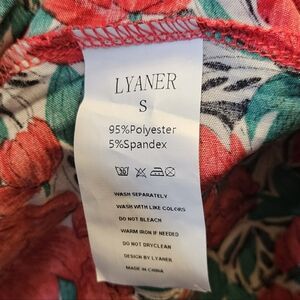 LYANER
S
95%Polyester
5%Spandex
WASH SEPARATELY
WASH WITH LIKE COLORS
DO NOT BLEACH
WARM IRON IF NEEDED
DO NOT DRYCLEAN
DESIGN BY LYANER
MADE IN CHINA